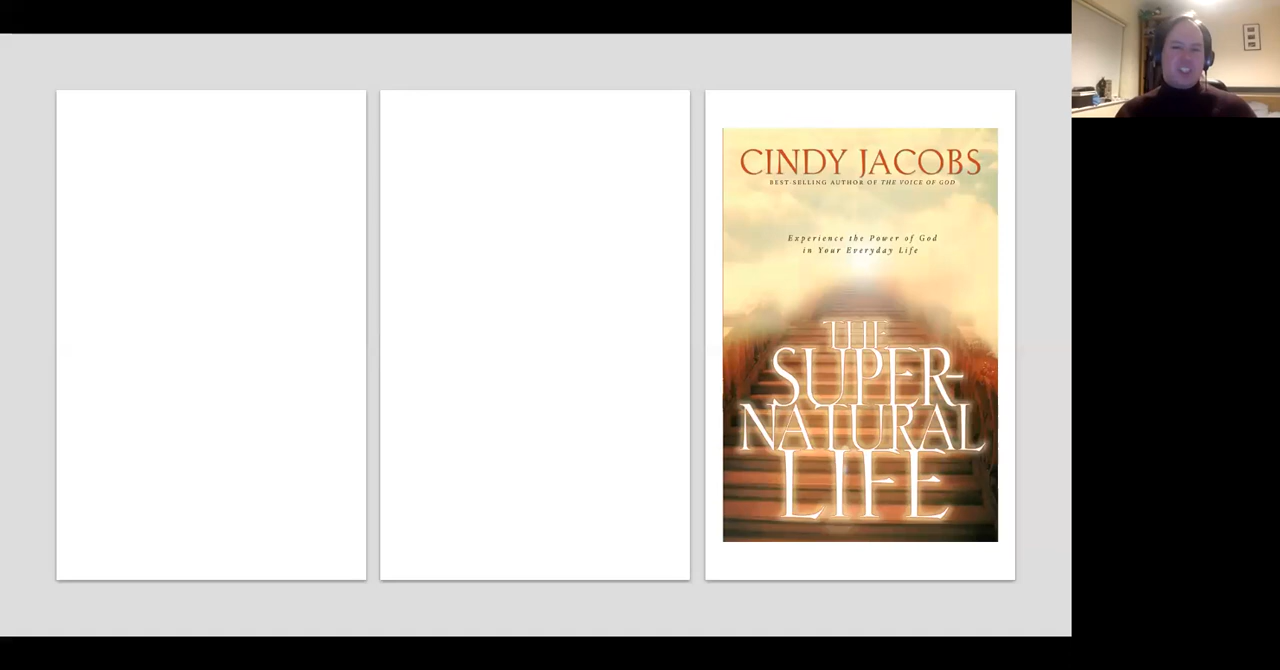 CINDY JACOBS
BEST-SELLING AUTHOR OF THE VOICE OF GOD
Experience the Power of God
in Your Everyday Life
THE
SUPER-
NATURAL
LIFE